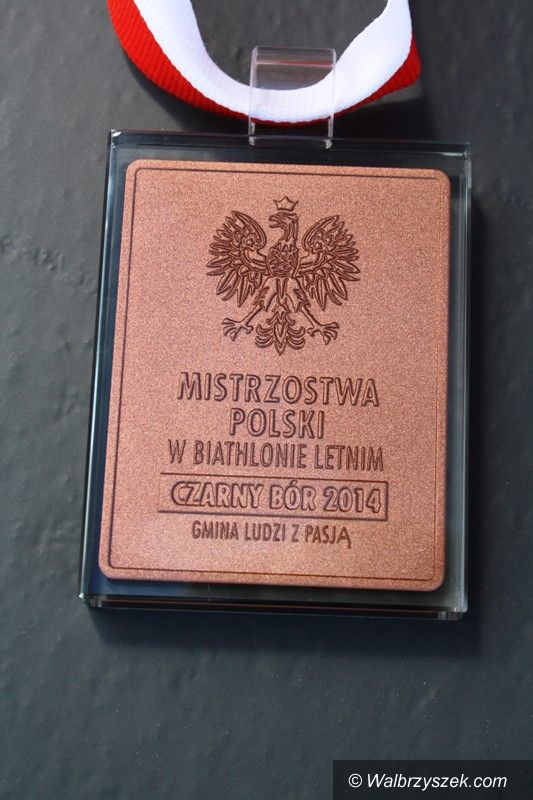 MISTRZOSTWA
POLSKI
W BIATHLONIE LETNIM
CZARNY BÓR 2014
GMINA LUDZI Z PASJĄ
© Walbrzyszek.com